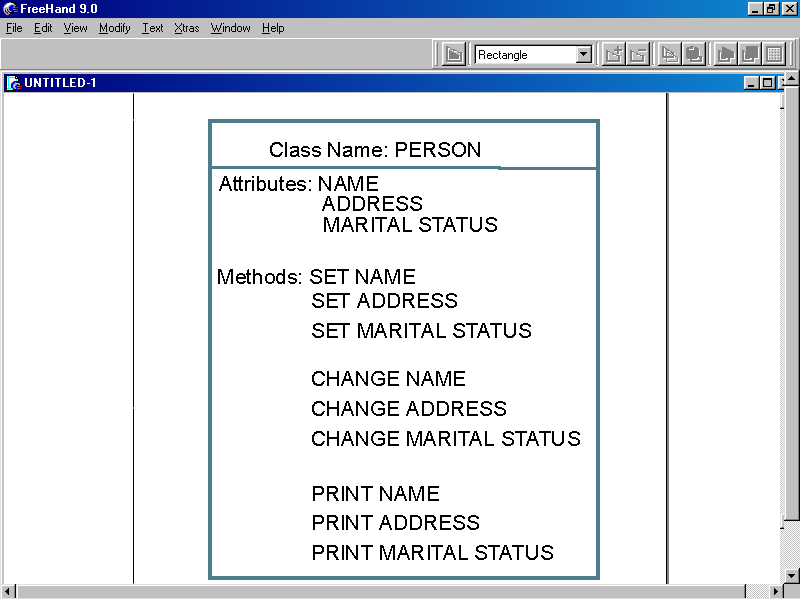 FreeHand 9.0
File Edit View Modify Text Xtras Window Help
Rectangle
UNTITLED-1
Class Name: PERSON
Attributes: NAME
ADDRESS
MARITAL STATUS
Methods: SET NAME
SET ADDRESS
SET MARITAL STATUS
CHANGE NAME
CHANGE ADDRESS
CHANGE MARITAL STATUS
PRINT NAME
PRINT ADDRESS
PRINT MARITAL STATUS